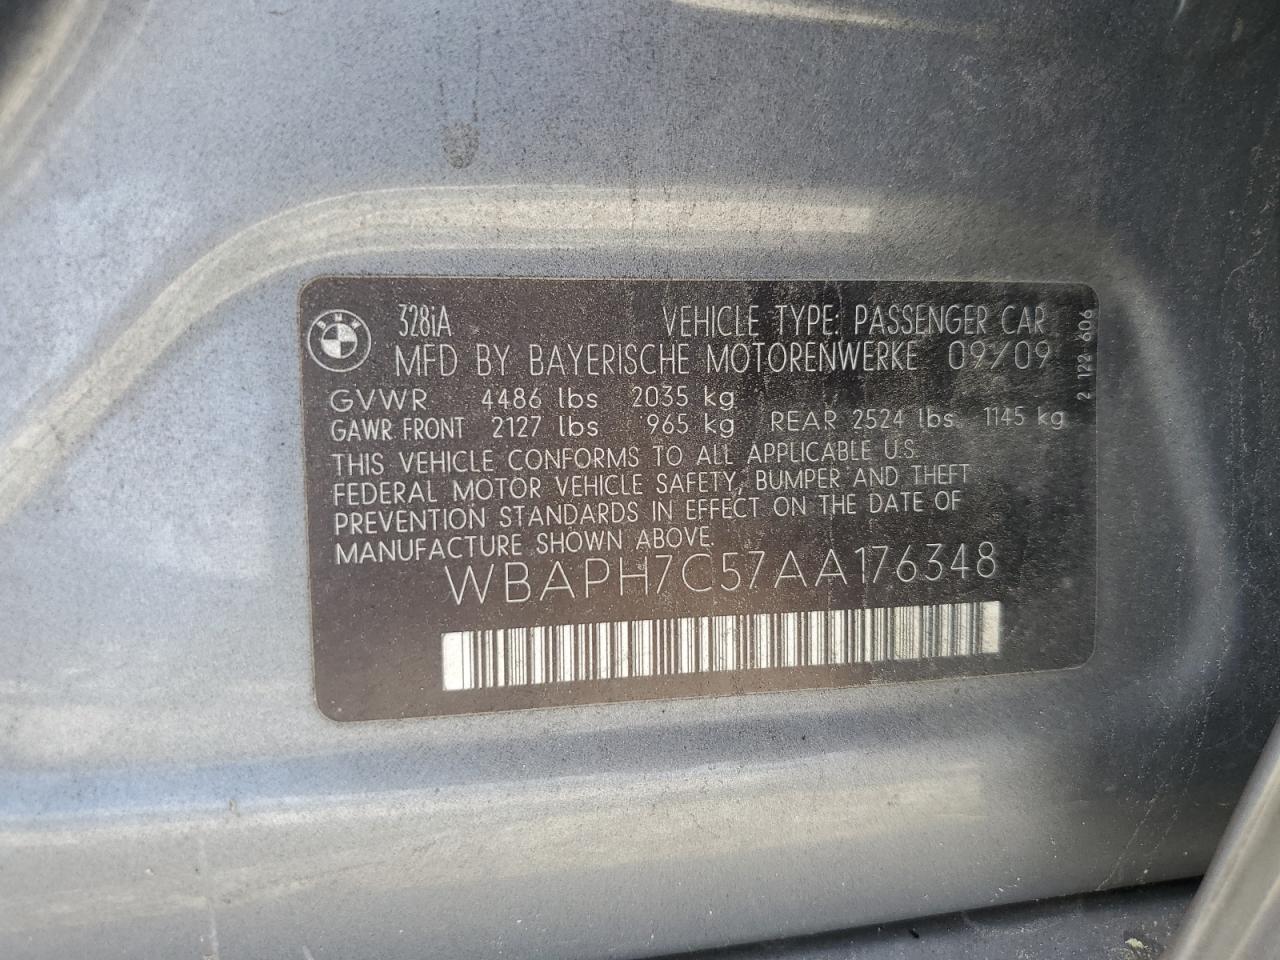 BMW
328iA VEHICLE TYPE: PASSENGER CAR
MFD BY BAYERISCHE MOTORENWERKE 09/09
GVWR 4486 lbs 2035 kg
GAWR FRONT 2127 lbs 965 kg REAR 2524 lbs 1145 kg
THIS VEHICLE CONFORMS TO ALL APPLICABLE U.S.
FEDERAL MOTOR VEHICLE SAFETY, BUMPER AND THEFT
PREVENTION STANDARDS IN EFFECT ON THE DATE OF
MANUFACTURE SHOWN ABOVE.
WBAPH7C57AA176348
2 122 606